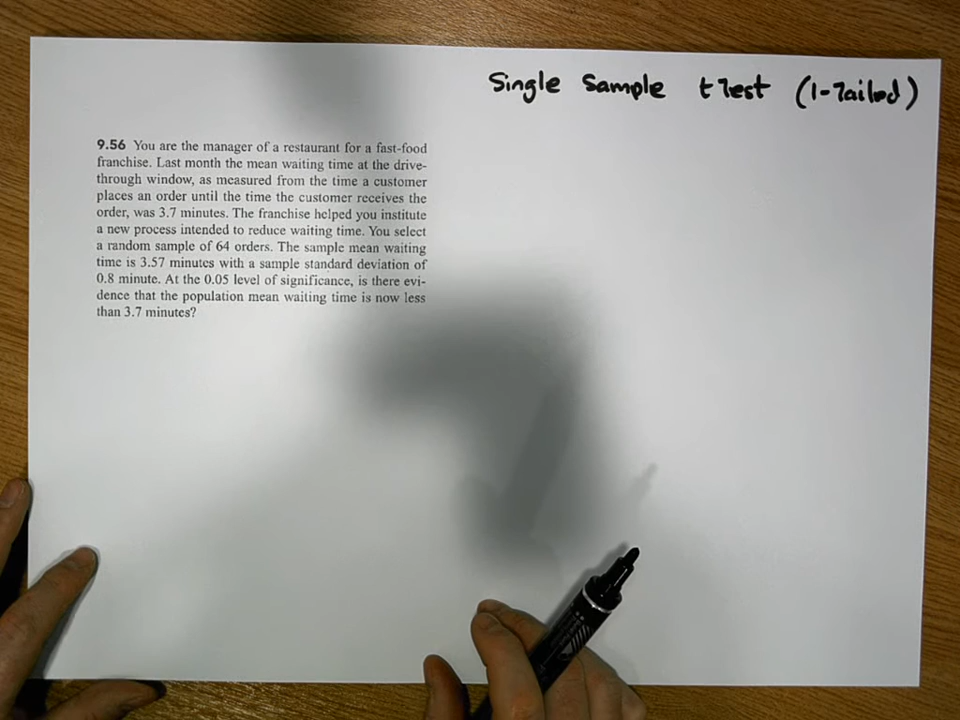 Single Sample t Test (1-Tailed)
9.56 You are the manager of a restaurant for a fast-food
franchise. Last month the mean waiting time at the drive-
through window, as measured from the time a customer
places an order until the time the customer receives the
order, was 3.7 minutes. The franchise helped you institute
a new process intended to reduce waiting time. You select
a random sample of 64 orders. The sample mean waiting
time is 3.57 minutes with a sample standard deviation of
0.8 minute. At the 0.05 level of significance, is there evi-
dence that the population mean waiting time is now less
than 3.7 minutes?